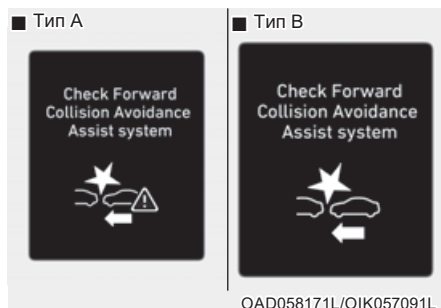 ■ Тип A
Check Forward
Collision Avoidance
Assist system
■ Тип B
Check Forward
Collision Avoidance
Assist system
OAD058171L/OIK057091L